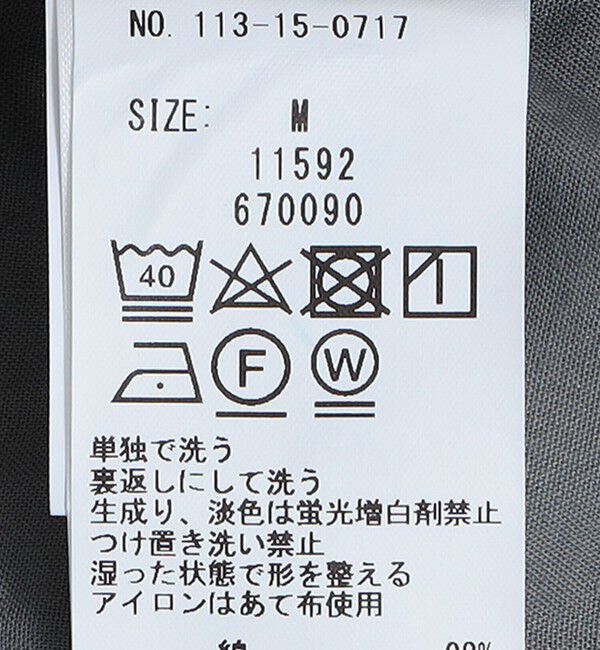 NO. 113-15-0717
SIZE: M
11592
670090
40
F W
単独で洗う
裏返しにして洗う
生成り、淡色は蛍光増白剤禁止
つけ置き洗い禁止
湿った状態で形を整える
アイロンはあて布使用